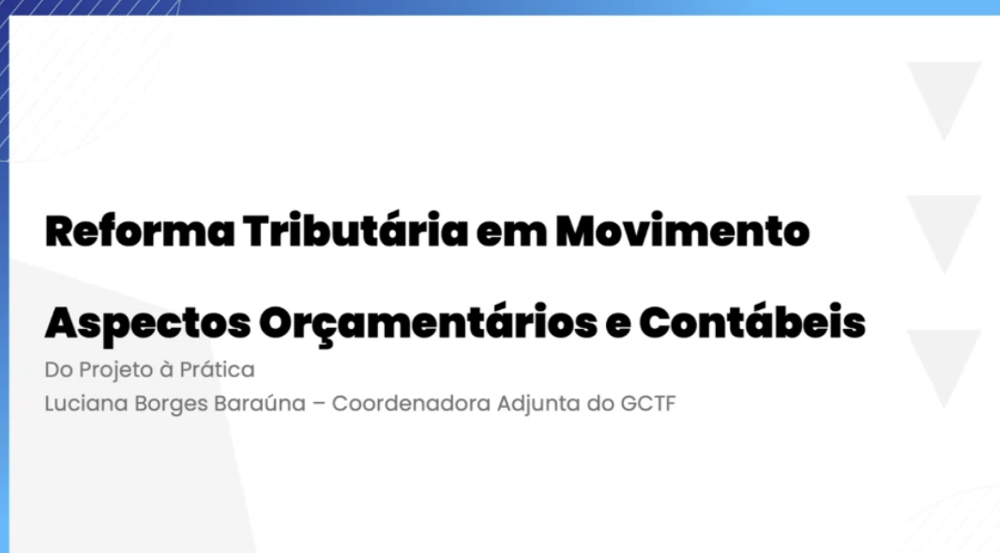 Reforma Tributária em Movimento
Aspectos Orçamentários e Contábeis
Do Projeto à Prática
Luciana Borges Baraúna – Coordenadora Adjunta do GCTF